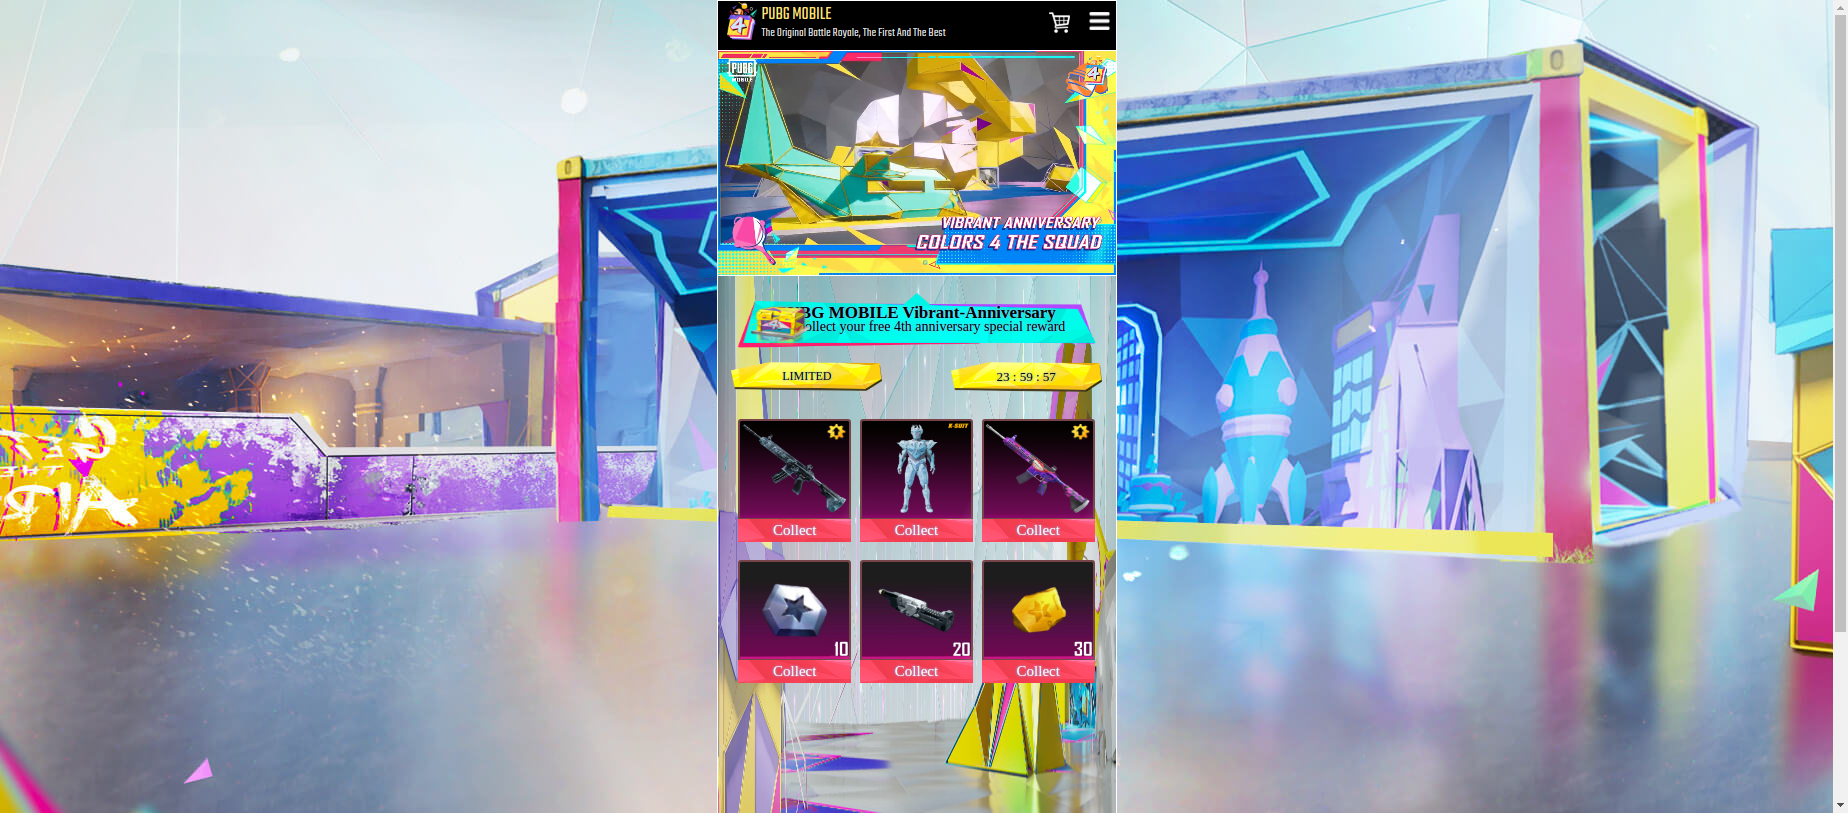 PUBG MOBILE
The Original Battle Royale, The First And The Best
PUBG
MOBILE
4
VIBRANT ANNIVERSARY
COLORS 4 THE SQUAD
BG MOBILE Vibrant-Anniversary
ollect your free 4th anniversary special reward
LIMITED
23 : 59 : 57
X-SUIT
Collect
Collect
Collect
10
20
30
Collect
Collect
Collect